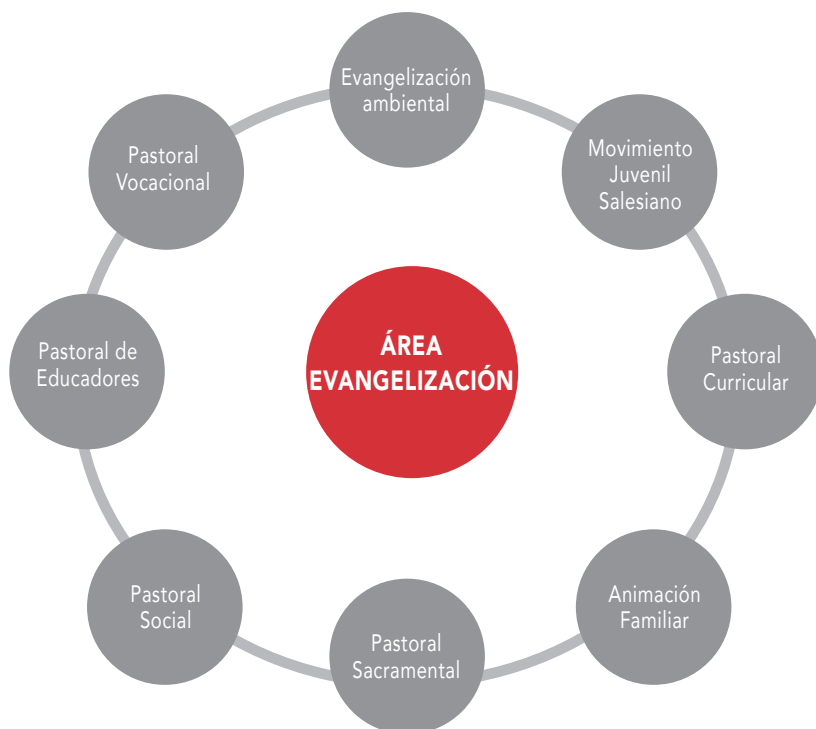 Evangelización
ambiental
Movimiento
Juvenil
Salesiano
Pastoral
Curricular
Animación
Familiar
Pastoral
Sacramental
Pastoral
Social
Pastoral de
Educadores
Pastoral
Vocacional
ÁREA
EVANGELIZACIÓN